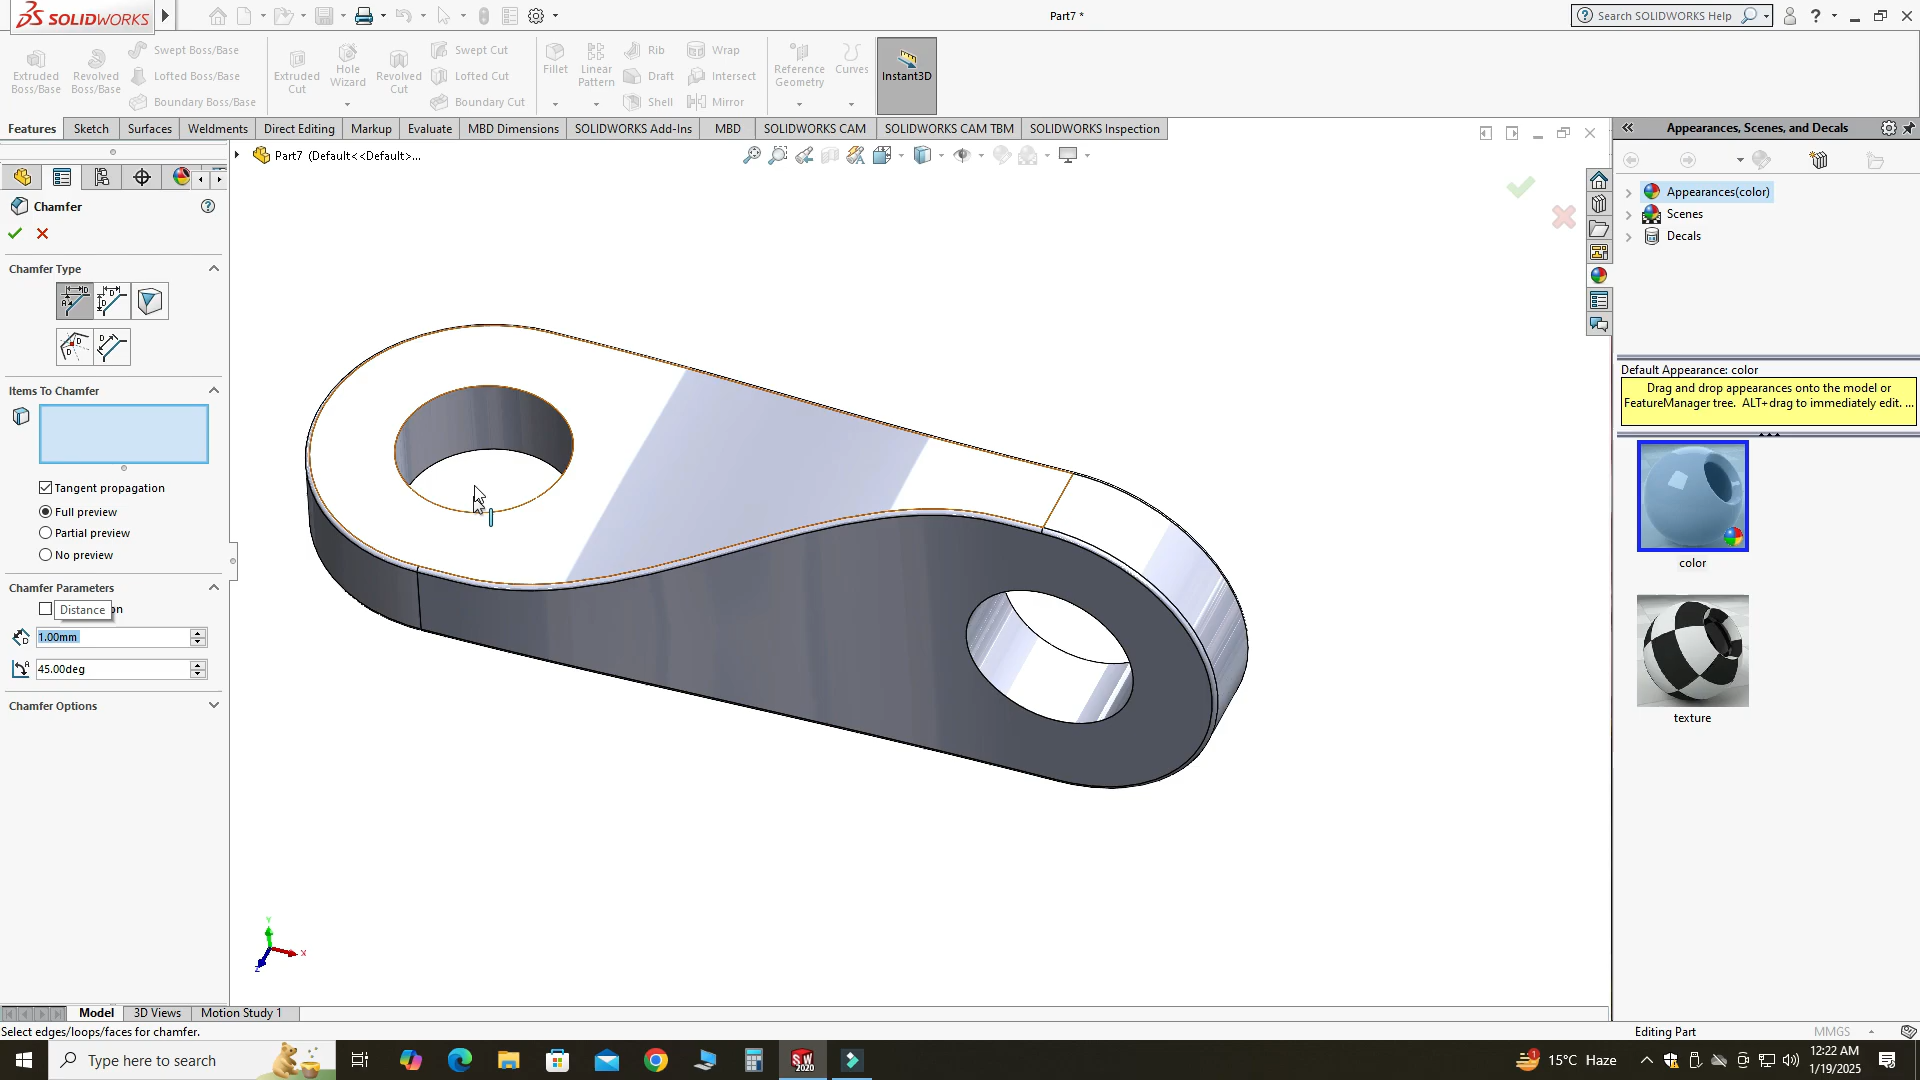 SOLIDWORKS
Part7 *
Search SOLIDWORKS Help
Extruded Boss/Base
Revolved Boss/Base
Swept Boss/Base
Lofted Boss/Base
Boundary Boss/Base
Extruded Cut
Hole Wizard
Revolved Cut
Swept Cut
Lofted Cut
Boundary Cut
Fillet
Linear Pattern
Rib
Draft
Shell
Wrap
Intersect
Mirror
Reference Geometry
Curves
Instant3D
Features
Sketch
Surfaces
Weldments
Direct Editing
Markup
Evaluate
MBD Dimensions
SOLIDWORKS Add-Ins
MBD
SOLIDWORKS CAM
SOLIDWORKS CAM TBM
SOLIDWORKS Inspection
Part7 (Default<<Default>...
Chamfer
Chamfer Type
Items To Chamfer
Tangent propagation
Full preview
Partial preview
No preview
Chamfer Parameters
Distance
1.00mm
45.00deg
Chamfer Options
Appearances, Scenes, and Decals
Appearances(color)
Scenes
Decals
Default Appearance: color
Drag and drop appearances onto the model or
FeatureManager tree. ALT+drag to immediately edit. ...
color
texture
Y
X
Z
Model
3D Views
Motion Study 1
Select edges/loops/faces for chamfer.
Editing Part
MMGS
Type here to search
SW
2020
15°C Haze
12:22 AM
1/19/2025